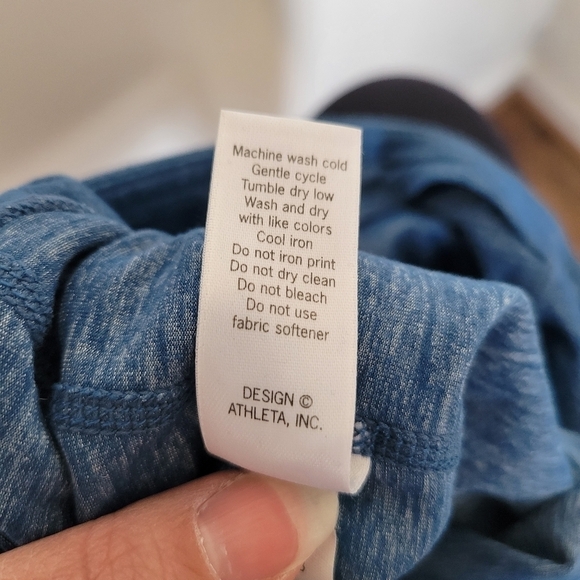 Machine wash cold
Gentle cycle
Tumble dry low
Wash and dry
with like colors
Cool iron
Do not iron print
Do not dry clean
Do not bleach
Do not use
fabric softener
DESIGN ©
ATHLETA, INC.